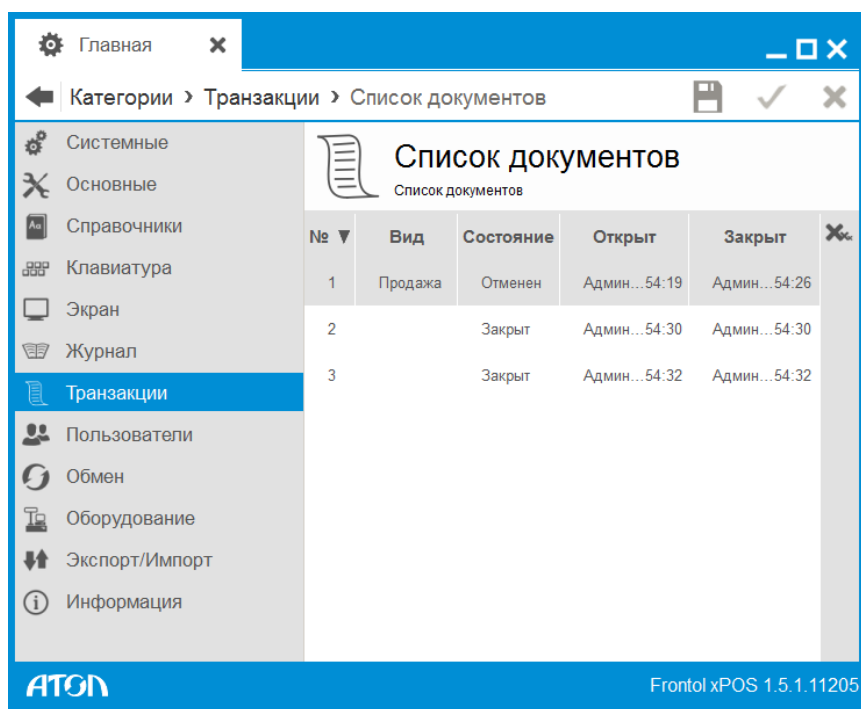 Главная
Категории › Транзакции › Список документов
Системные
Основные
Справочники
Клавиатура
Экран
Журнал
Транзакции
Пользователи
Обмен
Оборудование
Экспорт/Импорт
Информация
Список документов
Список документов
№ ▼ Вид Состояние Открыт Закрыт
1 Продажа Отменен Админ...54:19 Админ...54:26
2 Закрыт Админ...54:30 Админ...54:30
3 Закрыт Админ...54:32 Админ...54:32
АТОЛ Frontol xPOS 1.5.1.11205